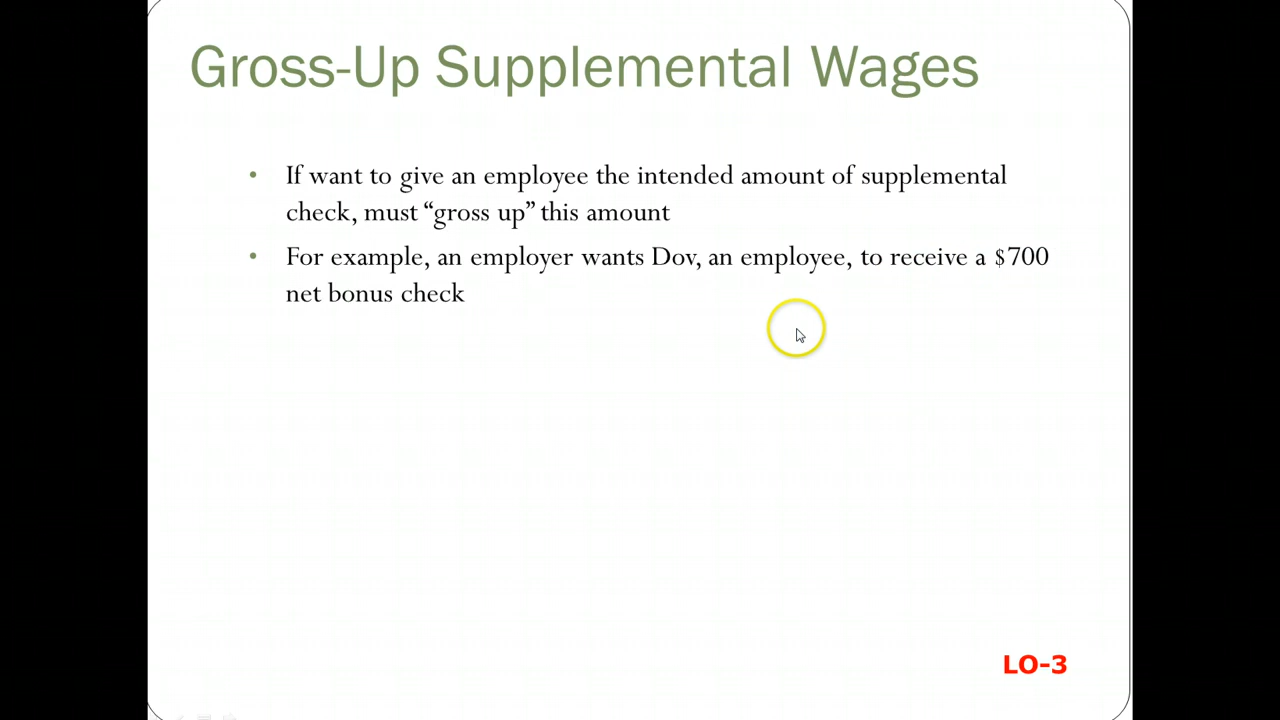 Gross-Up Supplemental Wages
• If want to give an employee the intended amount of supplemental
check, must “gross up” this amount
• For example, an employer wants Dov, an employee, to receive a $700
net bonus check
LO-3